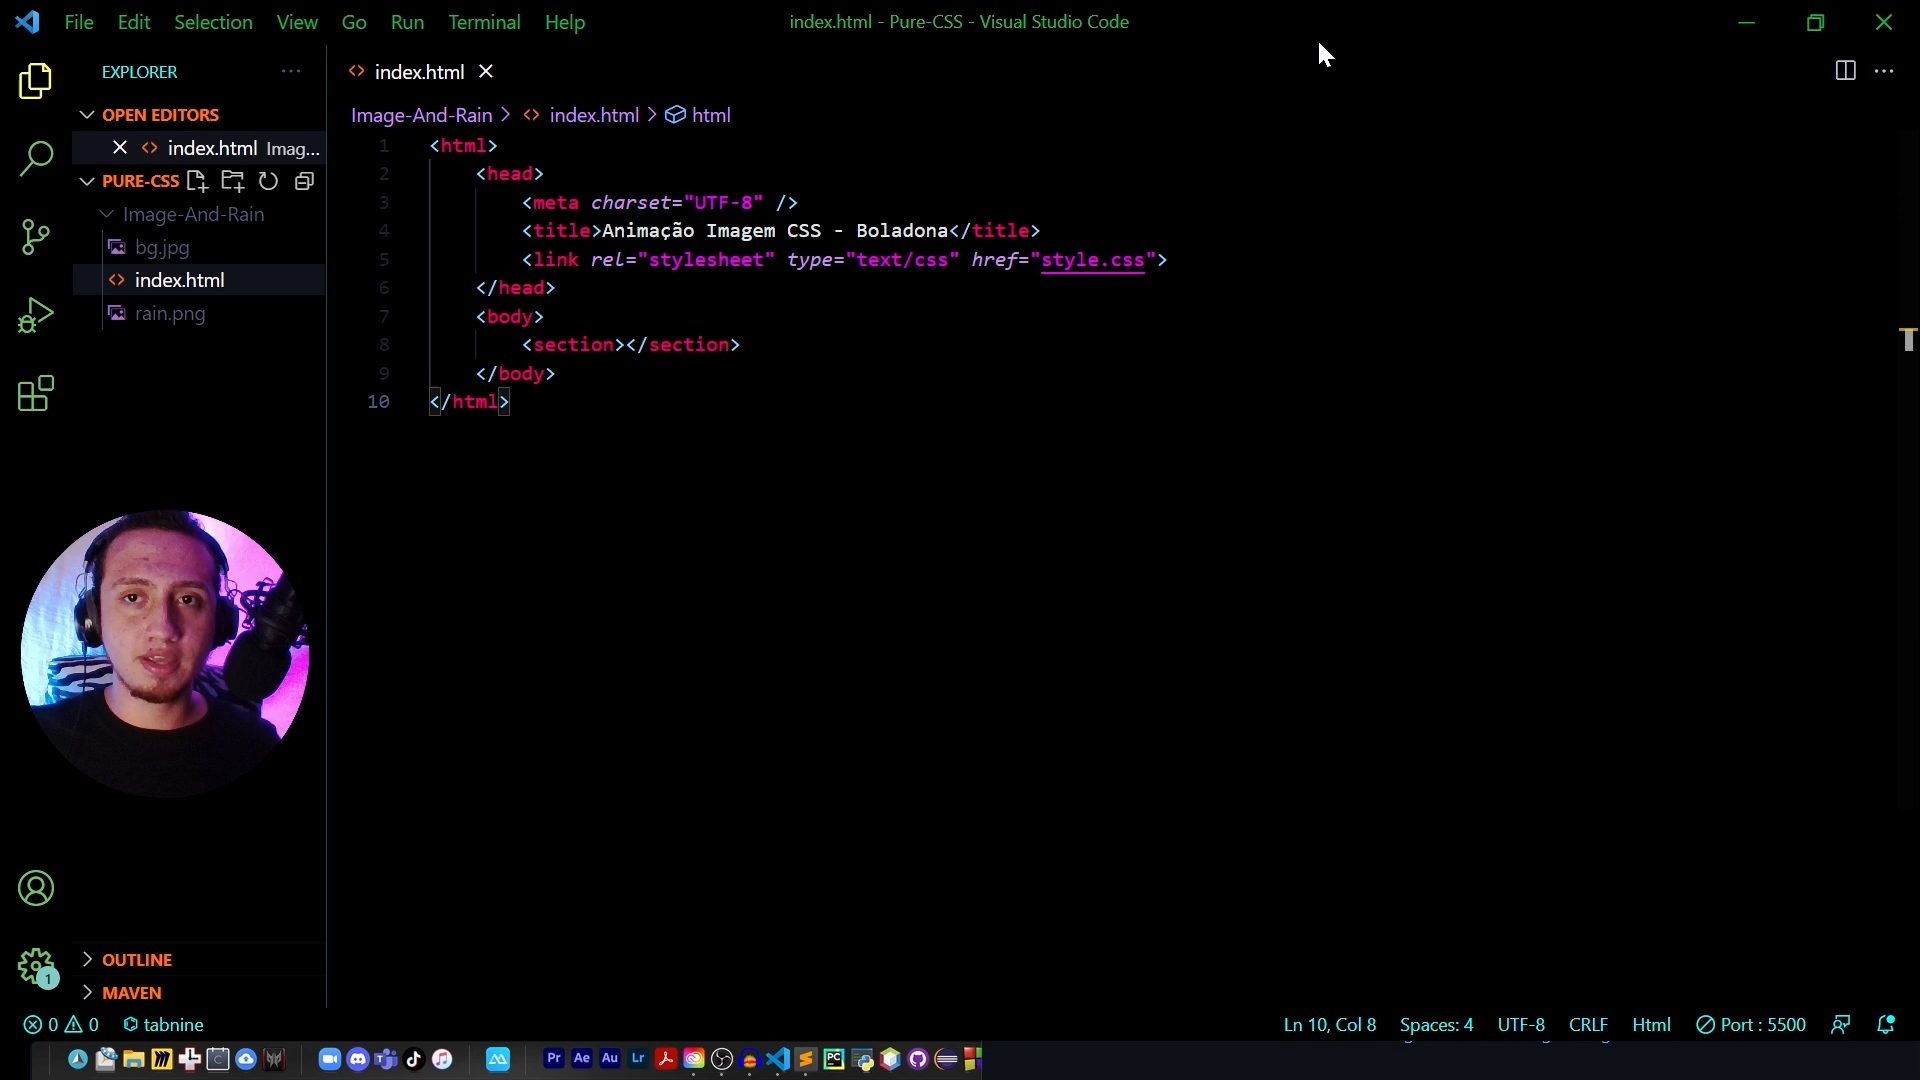 File Edit Selection View Go Run Terminal Help
index.html - Pure-CSS - Visual Studio Code
EXPLORER
OPEN EDITORS
index.html Imag...
PURE-CSS
Image-And-Rain
bg.jpg
index.html
rain.png
OUTLINE
MAVEN
index.html
Image-And-Rain > index.html > html
1 <html>
2 <head>
3 <meta charset="UTF-8" />
4 <title>Animação Imagem CSS - Boladona</title>
5 <link rel="stylesheet" type="text/css" href="style.css">
6 </head>
7 <body>
8 <section></section>
9 </body>
10 </html>
1
0 0 tabnine
Ln 10, Col 8 Spaces: 4 UTF-8 CRLF Html Port : 5500
Pr Ae Au Lr PC